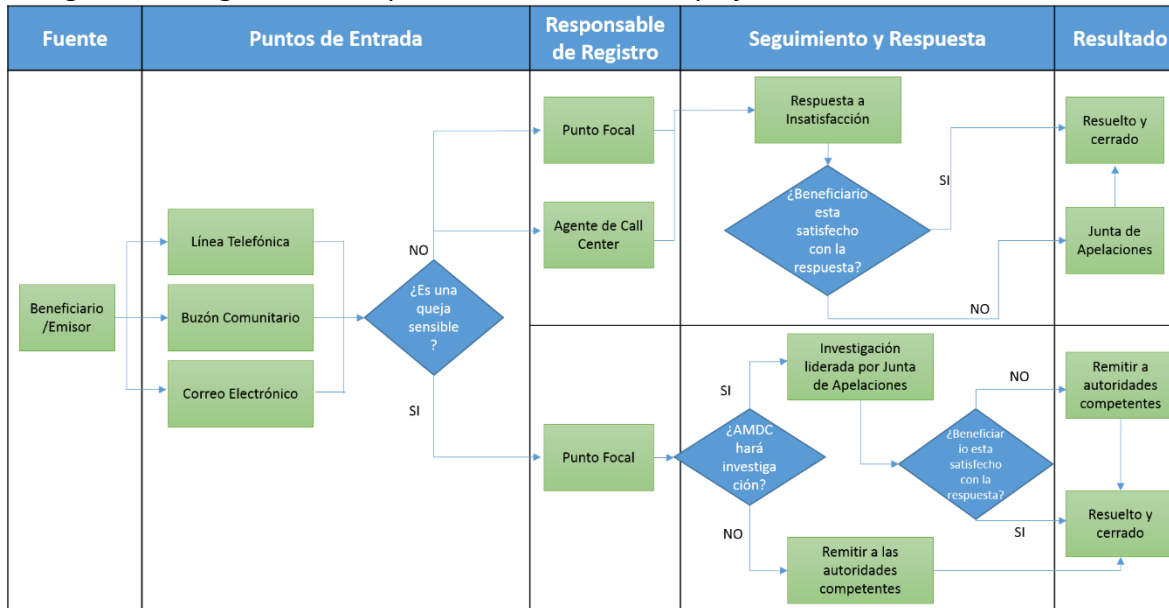 Fuente
Puntos de Entrada
Responsable
de Registro
Seguimiento y Respuesta
Resultado
Beneficiario
/Emisor
Línea Telefónica
Buzón Comunitario
Correo Electrónico
NO
¿Es una
queja
sensible
?
SI
Punto Focal
Agente de Call
Center
Respuesta a
Insatisfacción
¿Beneficiario
esta
satisfecho
con la
respuesta?
SI
NO
Resuelto y
cerrado
Junta de
Apelaciones
Punto Focal
SI
¿AMDC
hará
investiga
ción?
NO
Investigación
liderada por Junta
de Apelaciones
Remitir a las
autoridades
competentes
NO
¿Beneficiar
io esta
satisfecho
con la
respuesta?
SI
Remitir a
autoridades
competentes
Resuelto y
cerrado